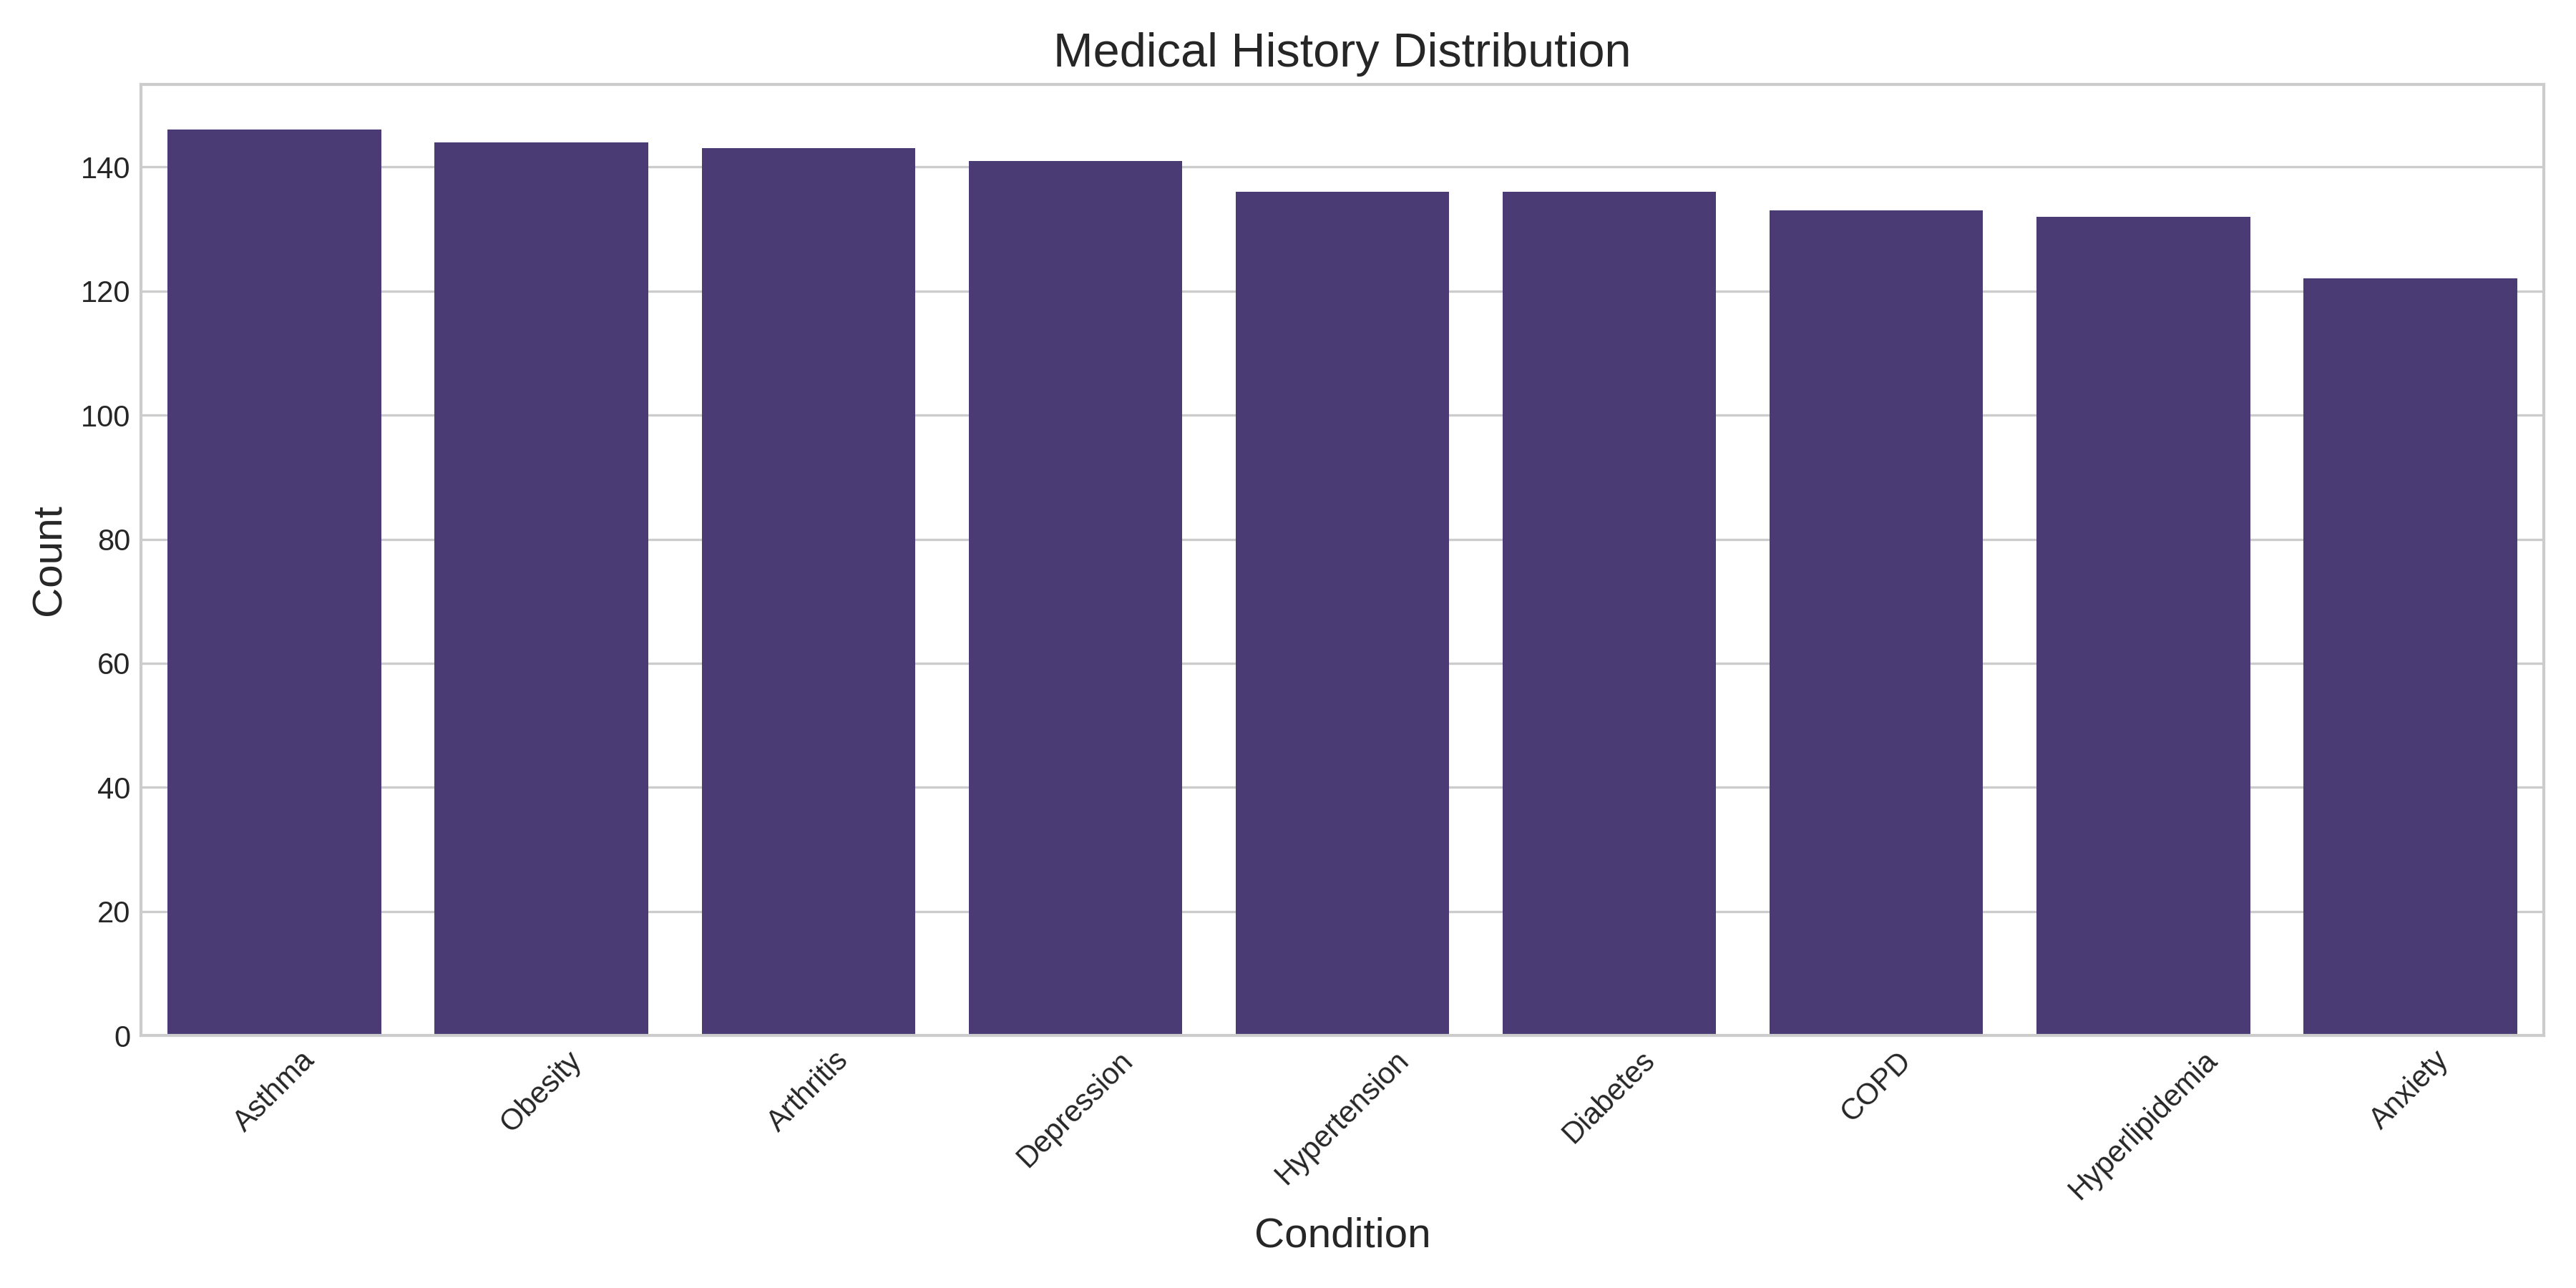 Medical History Distribution
Count
140
120
100
80
60
40
20
0
Asthma
Obesity
Arthritis
Depression
Hypertension
Diabetes
COPD
Hyperlipidemia
Anxiety
Condition